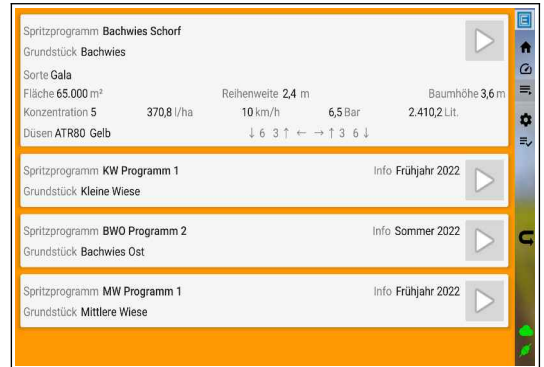 Spritzprogramm Bachwies Schorf
Grundstück Bachwies
Sorte Gala
Fläche 65.000 m² Reihenweite 2,4 m Baumhöhe 3,6 m
Konzentration 5 370,8 l/ha 10 km/h 6,5 Bar 2.410,2 Lit.
Düsen ATR80 Gelb ↓ 6 3 ↑ ← → ↑ 3 6 ↓
Spritzprogramm KW Programm 1 Info Frühjahr 2022
Grundstück Kleine Wiese
Spritzprogramm BWO Programm 2 Info Sommer 2022
Grundstück Bachwies Ost
Spritzprogramm MW Programm 1 Info Frühjahr 2022
Grundstück Mittlere Wiese